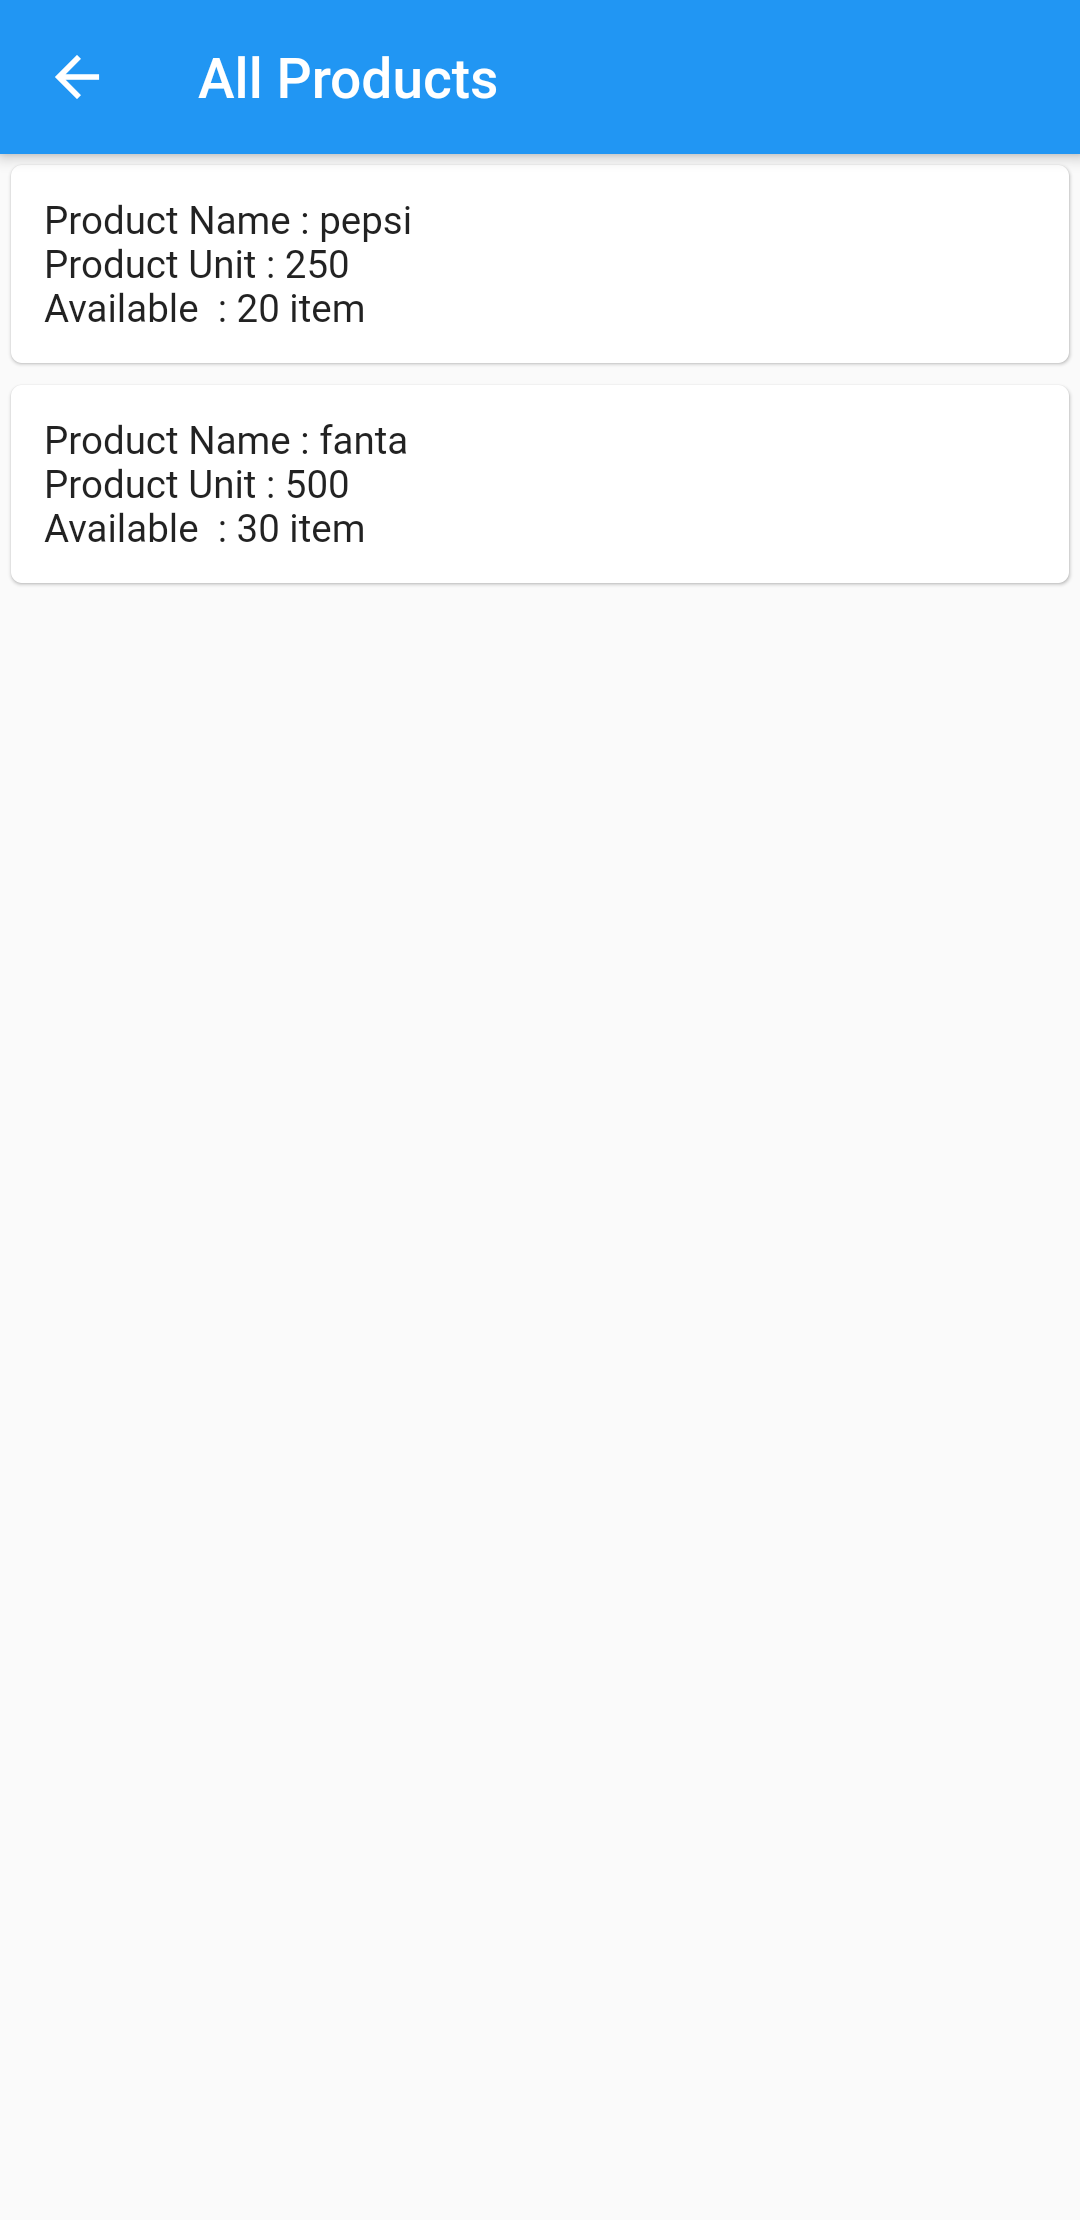 All Products
Product Name : pepsi
Product Unit : 250
Available  : 20 item
Product Name : fanta
Product Unit : 500
Available  : 30 item